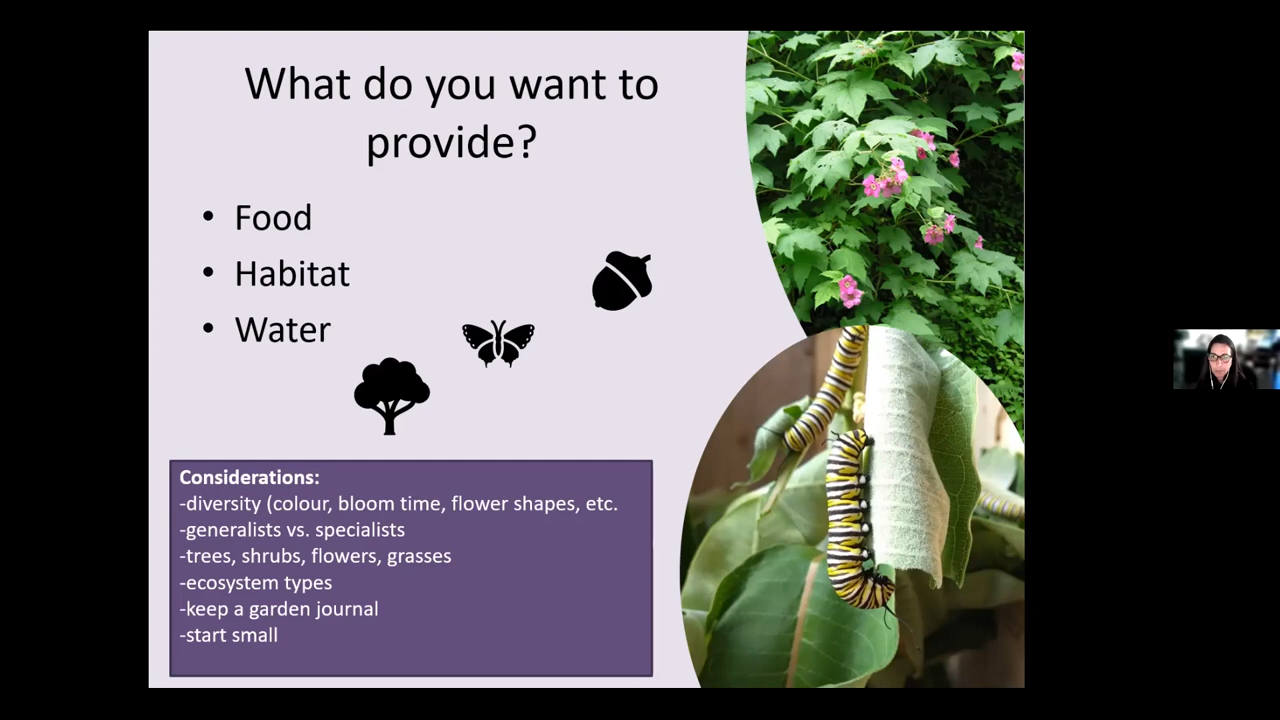 What do you want to
provide?
• Food
• Habitat
• Water
Considerations:
-diversity (colour, bloom time, flower shapes, etc.
-generalists vs. specialists
-trees, shrubs, flowers, grasses
-ecosystem types
-keep a garden journal
-start small